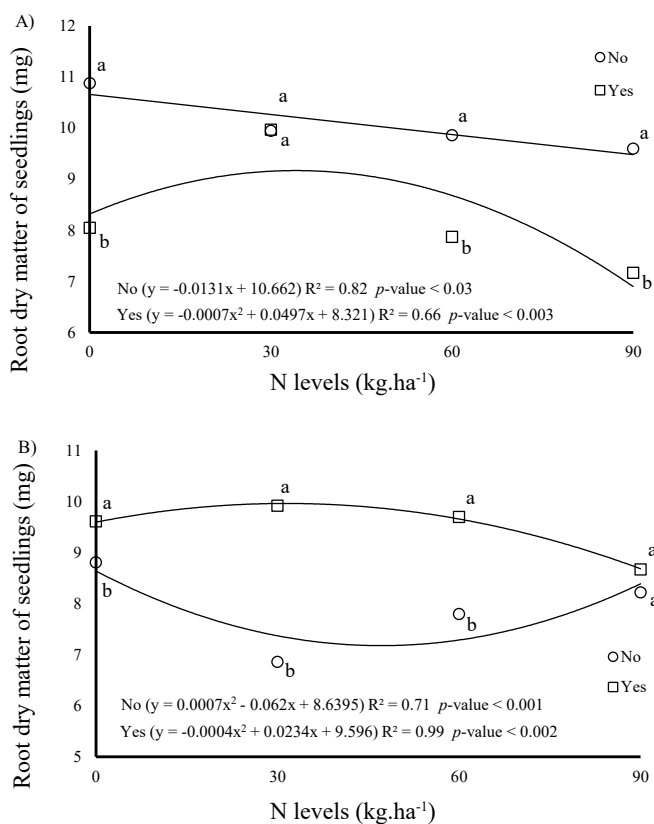 A)
Root dry matter of seedlings (mg)
12
11
10
9
8
7
6
a
a
a
a
a
b
b
b
No
Yes
No (y = -0.0131x + 10.662) R² = 0.82 p-value < 0.03
Yes (y = -0.0007x² + 0.0497x + 8.321) R² = 0.66 p-value < 0.003
0 30 60 90
N levels (kg.ha⁻¹)
B)
Root dry matter of seedlings (mg)
11
10
9
8
7
6
5
a
a
a
a
b
b
b
a
No
Yes
No (y = 0.0007x² - 0.062x + 8.6395) R² = 0.71 p-value < 0.001
Yes (y = -0.0004x² + 0.0234x + 9.596) R² = 0.99 p-value < 0.002
0 30 60 90
N levels (kg.ha⁻¹)